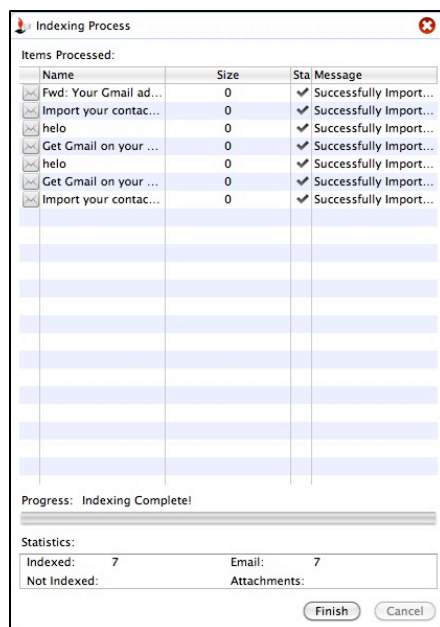 Indexing Process
Items Processed:
Name Size Sta Message
Fwd: Your Gmail ad... 0 Successfully Import...
Import your contac... 0 Successfully Import...
helo 0 Successfully Import...
Get Gmail on your ... 0 Successfully Import...
helo 0 Successfully Import...
Get Gmail on your ... 0 Successfully Import...
Import your contac... 0 Successfully Import...
Progress: Indexing Complete!
Statistics:
Indexed: 7 Email: 7
Not Indexed: Attachments:
Finish Cancel